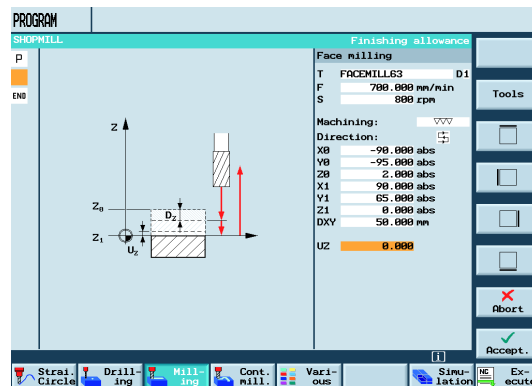 PROGRAM
SHOPMILL
Finishing allowance
P
END
Z
Z0
Z1
DZ
UZ
Face milling
T FACEMILL63 D1
F 700.000 mm/min
S 800 rpm
Machining: ▽▽▽
Direction:
X0 -90.000 abs
Y0 -95.000 abs
Z0 2.000 abs
X1 90.000 abs
Y1 65.000 abs
Z1 0.000 abs
DXY 50.000 mm
UZ 0.000
Tools
Abort
Accept.
i
Strai. Circle
Drill- ing
Mill- ing
Cont. mill.
Vari- ous
Simu- lation
NC Ex- ecute